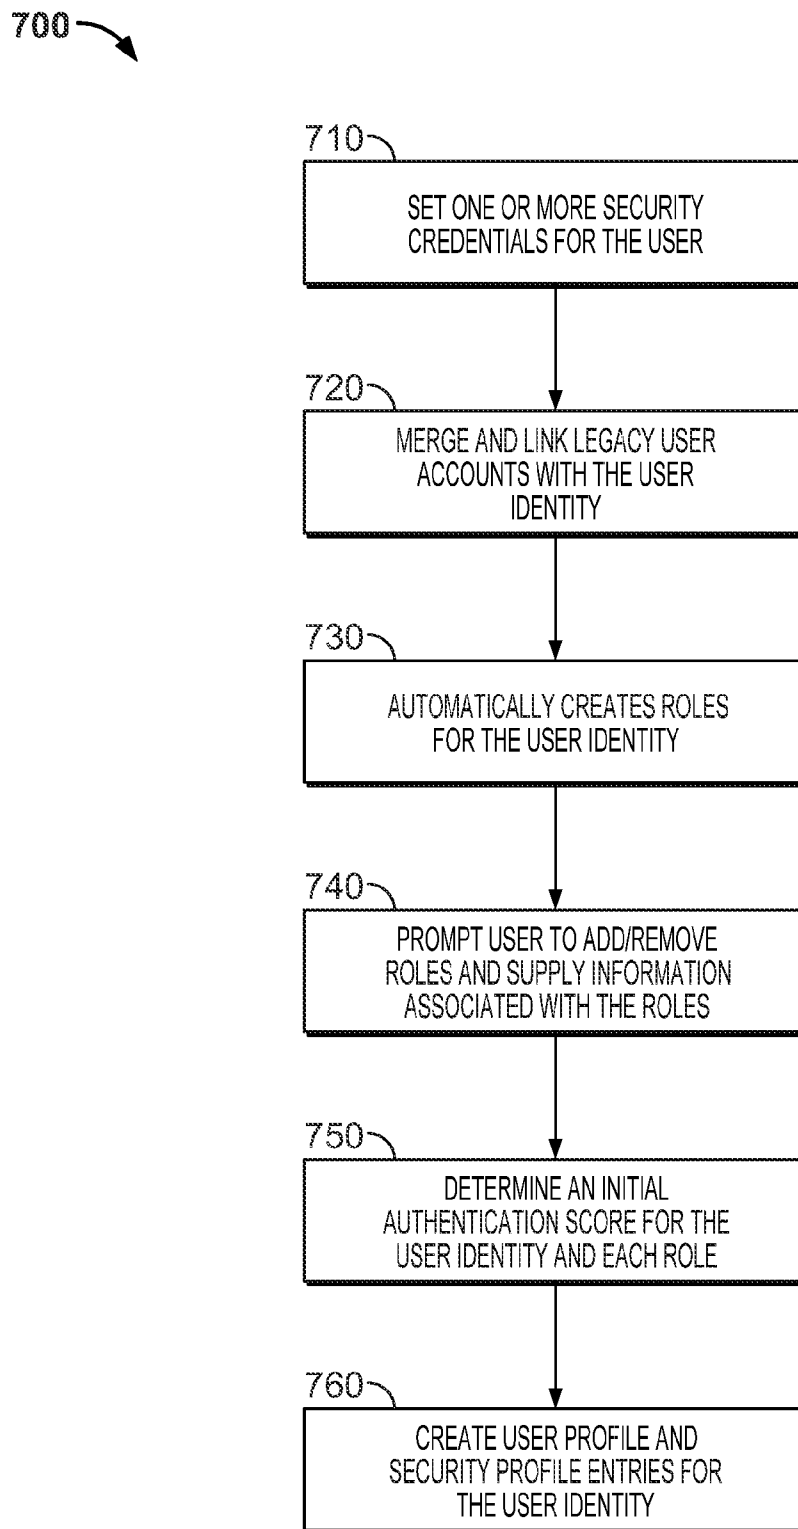 700
710
SET ONE OR MORE SECURITY
CREDENTIALS FOR THE USER
720
MERGE AND LINK LEGACY USER
ACCOUNTS WITH THE USER
IDENTITY
730
AUTOMATICALLY CREATES ROLES
FOR THE USER IDENTITY
740
PROMPT USER TO ADD/REMOVE
ROLES AND SUPPLY INFORMATION
ASSOCIATED WITH THE ROLES
750
DETERMINE AN INITIAL
AUTHENTICATION SCORE FOR THE
USER IDENTITY AND EACH ROLE
760
CREATE USER PROFILE AND
SECURITY PROFILE ENTRIES FOR
THE USER IDENTITY